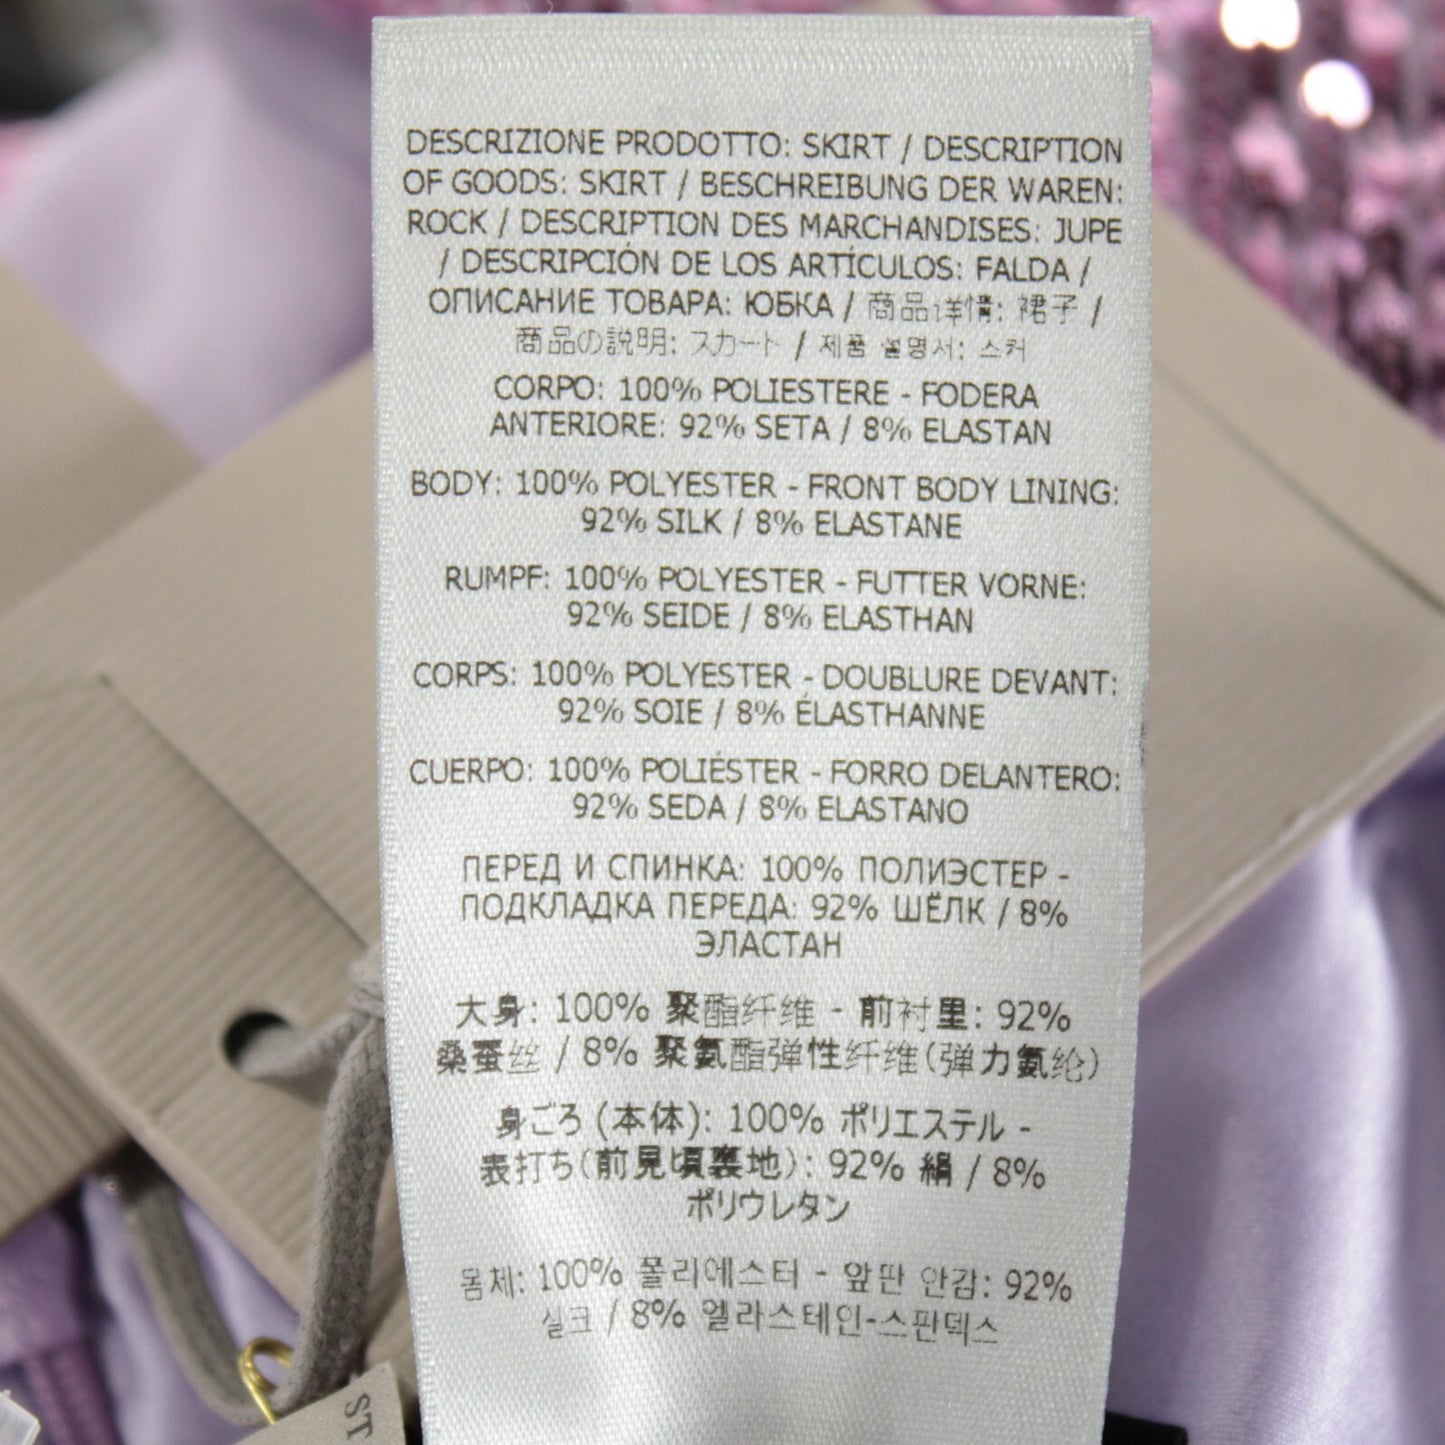 DESCRIZIONE PRODOTTO: SKIRT / DESCRIPTION
OF GOODS: SKIRT / BESCHREIBUNG DER WAREN:
ROCK / DESCRIPTION DES MARCHANDISES: JUPE
/ DESCRIPCIÓN DE LOS ARTÍCULOS: FALDA /
ОПИСАНИЕ ТОВАРА: ЮБКА / 商品详情: 裙子 /
商品の説明: スカート / 제품 설명서: 스커
CORPO: 100% POLIESTERE - FODERA
ANTERIORE: 92% SETA / 8% ELASTAN
BODY: 100% POLYESTER - FRONT BODY LINING:
92% SILK / 8% ELASTANE
RUMPF: 100% POLYESTER - FUTTER VORNE:
92% SEIDE / 8% ELASTHAN
CORPS: 100% POLYESTER - DOUBLURE DEVANT:
92% SOIE / 8% ÉLASTHANNE
CUERPO: 100% POLIÉSTER - FORRO DELANTERO:
92% SEDA / 8% ELASTANO
ПЕРЕД И СПИНКА: 100% ПОЛИЭСТЕР -
ПОДКЛАДКА ПЕРЕДА: 92% ШЁЛК / 8%
ЭЛАСТАН
大身: 100% 聚酯纤维 - 前衬里: 92%
桑蚕丝 / 8% 聚氨酯弹性纤维(弹力氨纶)
身ごろ (本体): 100% ポリエステル -
表打ち(前見頃裏地): 92% 絹 / 8%
ポリウレタン
몸체: 100% 폴리에스터 - 앞판 안감: 92%
실크 / 8% 엘라스테인-스판덱스
ST